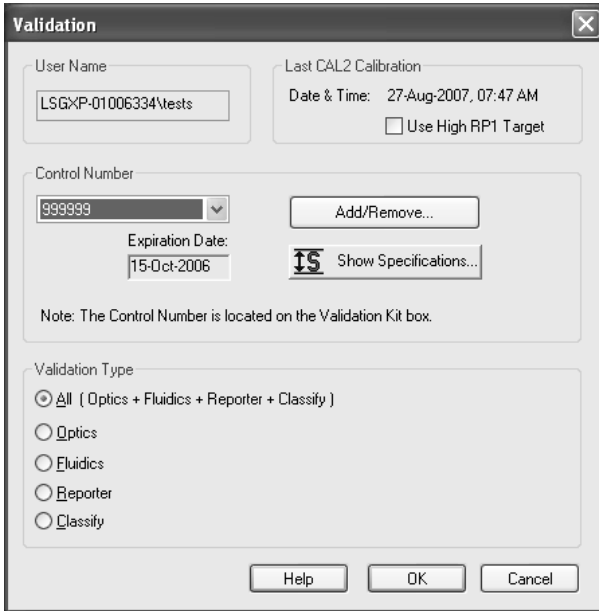 Validation
User Name
LSGXP-01006334\tests
Last CAL2 Calibration
Date & Time: 27-Aug-2007, 07:47 AM
Use High RP1 Target
Control Number
999999
Add/Remove...
Expiration Date:
15-Oct-2006
S Show Specifications...
Note: The Control Number is located on the Validation Kit box.
Validation Type
All ( Optics + Fluidics + Reporter + Classify )
Optics
Fluidics
Reporter
Classify
Help OK Cancel